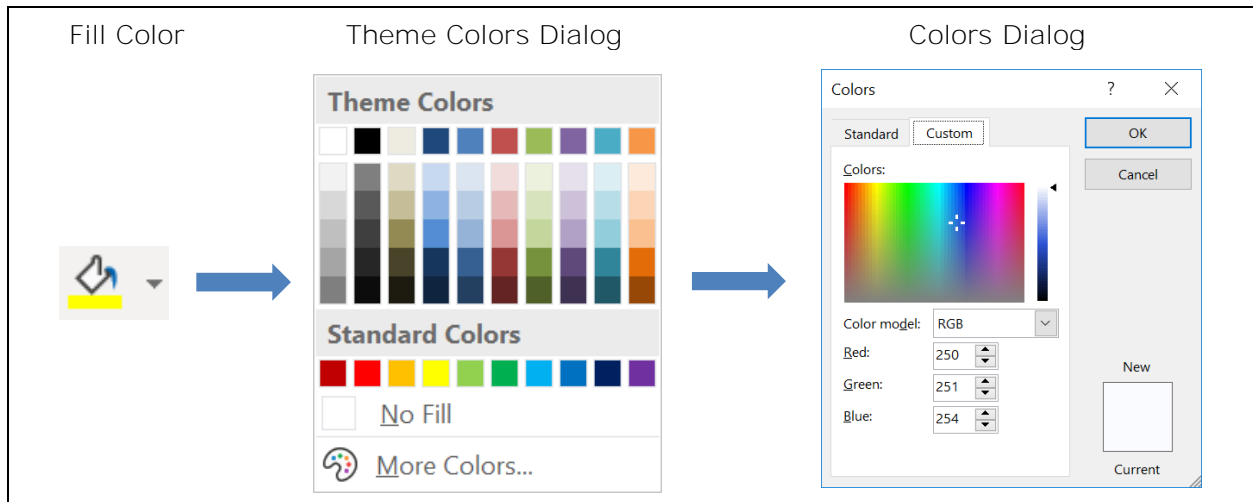 Fill Color
Theme Colors Dialog
Colors Dialog
Theme Colors
Standard Colors
No Fill
More Colors...
Colors
?
Standard
Custom
OK
Cancel
Colors:
Color model:
RGB
Red:
250
Green:
251
Blue:
254
New
Current